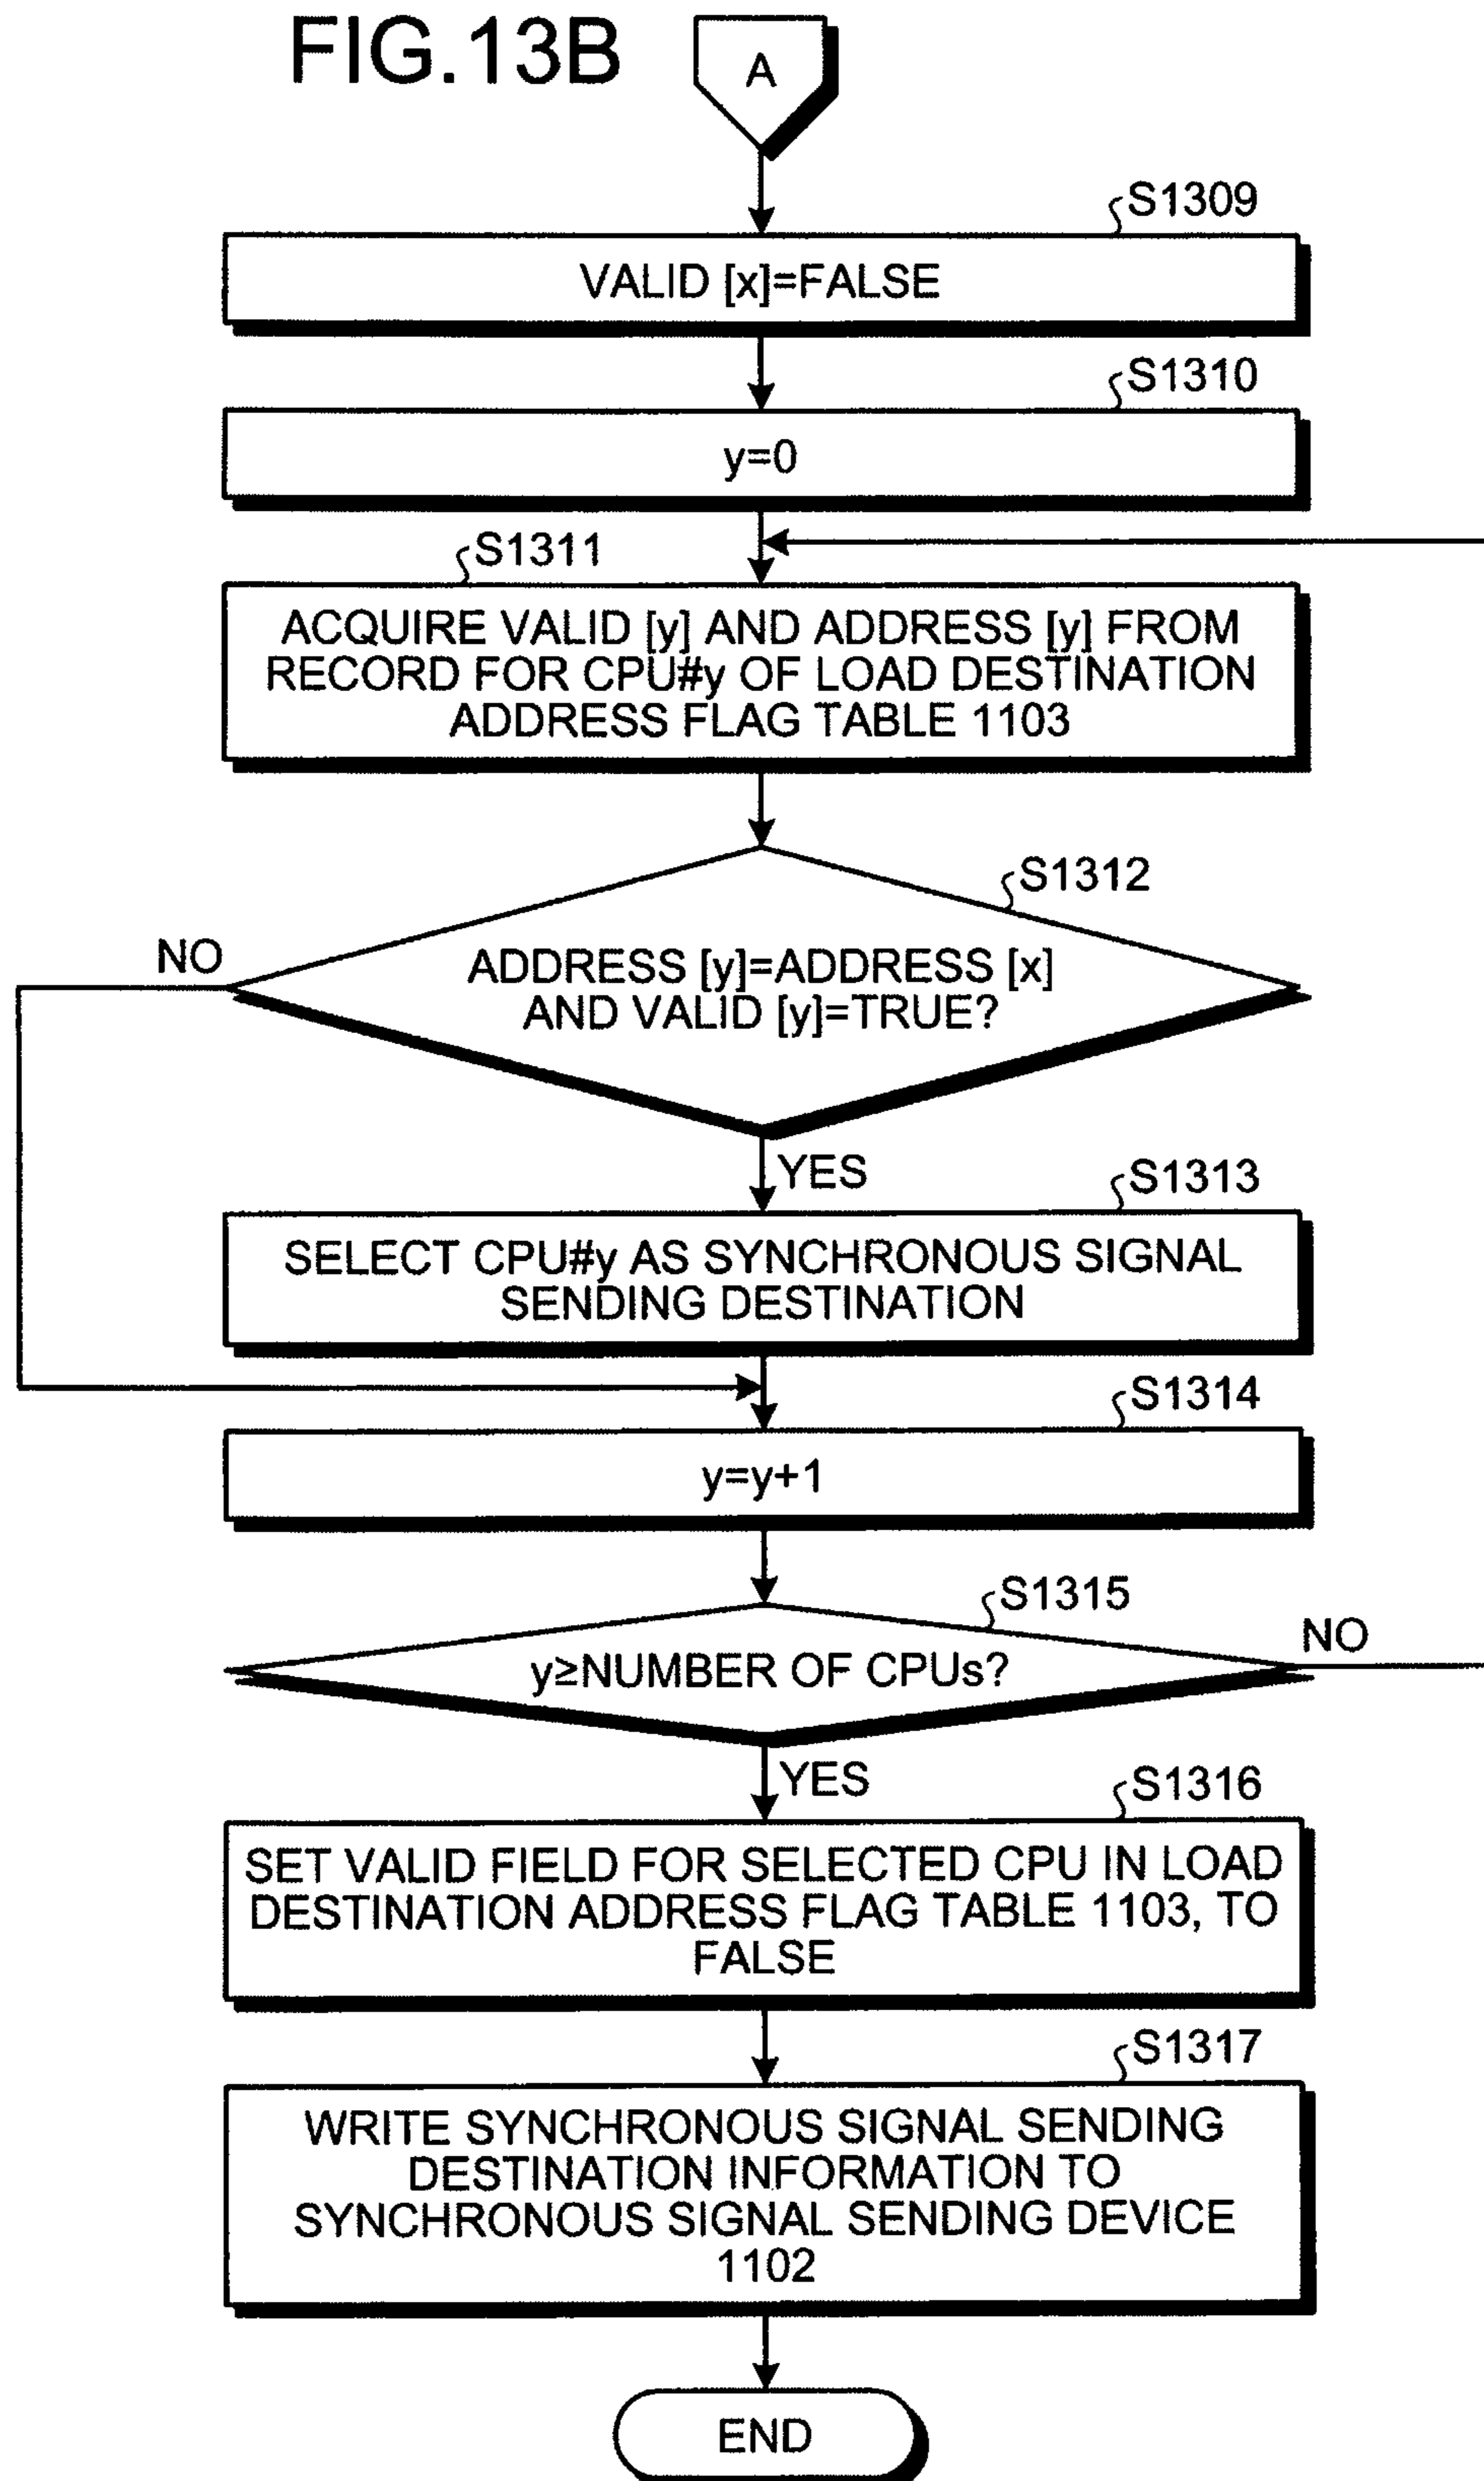 FIG.13B
A
S1309
VALID [x]=FALSE
S1310
y=0
S1311
ACQUIRE VALID [y] AND ADDRESS [y] FROM
RECORD FOR CPU#y OF LOAD DESTINATION
ADDRESS FLAG TABLE 1103
S1312
NO
ADDRESS [y]=ADDRESS [x]
AND VALID [y]=TRUE?
YES
S1313
SELECT CPU#y AS SYNCHRONOUS SIGNAL
SENDING DESTINATION
S1314
y=y+1
S1315
NO
y≥NUMBER OF CPUs?
YES
S1316
SET VALID FIELD FOR SELECTED CPU IN LOAD
DESTINATION ADDRESS FLAG TABLE 1103, TO
FALSE
S1317
WRITE SYNCHRONOUS SIGNAL SENDING
DESTINATION INFORMATION TO
SYNCHRONOUS SIGNAL SENDING DEVICE
1102
END